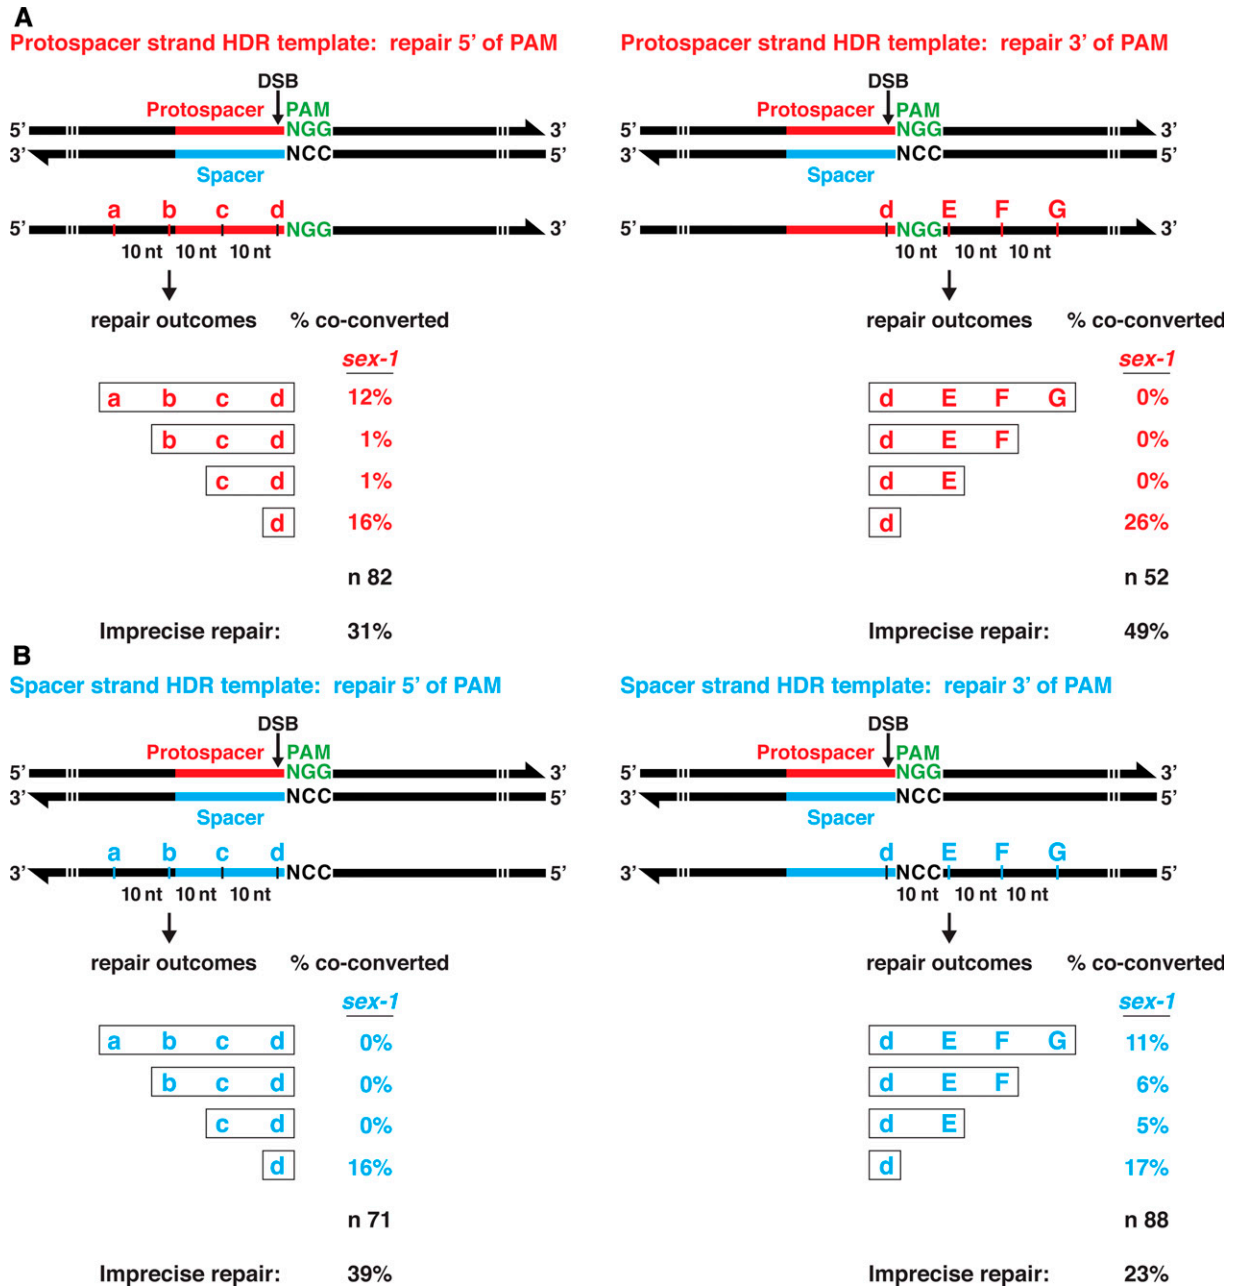 A
Protospacer strand HDR template: repair 5’ of PAM
DSB
Protospacer PAM
5’ NGG 3’
3’ NCC 5’
Spacer
a b c d
5’ NGG 3’
10 nt 10 nt 10 nt
repair outcomes % co-converted
sex-1
a b c d 12%
b c d 1%
c d 1%
d 16%
n 82
Imprecise repair: 31%
Protospacer strand HDR template: repair 3’ of PAM
DSB
Protospacer PAM
5’ NGG 3’
3’ NCC 5’
Spacer
d E F G
5’ NGG 3’
10 nt 10 nt 10 nt
repair outcomes % co-converted
sex-1
d E F G 0%
d E F 0%
d E 0%
d 26%
n 52
Imprecise repair: 49%
B
Spacer strand HDR template: repair 5’ of PAM
DSB
Protospacer PAM
5’ NGG 3’
3’ NCC 5’
Spacer
a b c d
3’ NCC 5’
10 nt 10 nt 10 nt
repair outcomes % co-converted
sex-1
a b c d 0%
b c d 0%
c d 0%
d 16%
n 71
Imprecise repair: 39%
Spacer strand HDR template: repair 3’ of PAM
DSB
Protospacer PAM
5’ NGG 3’
3’ NCC 5’
Spacer
d E F G
3’ NCC 5’
10 nt 10 nt 10 nt
repair outcomes % co-converted
sex-1
d E F G 11%
d E F 6%
d E 5%
d 17%
n 88
Imprecise repair: 23%